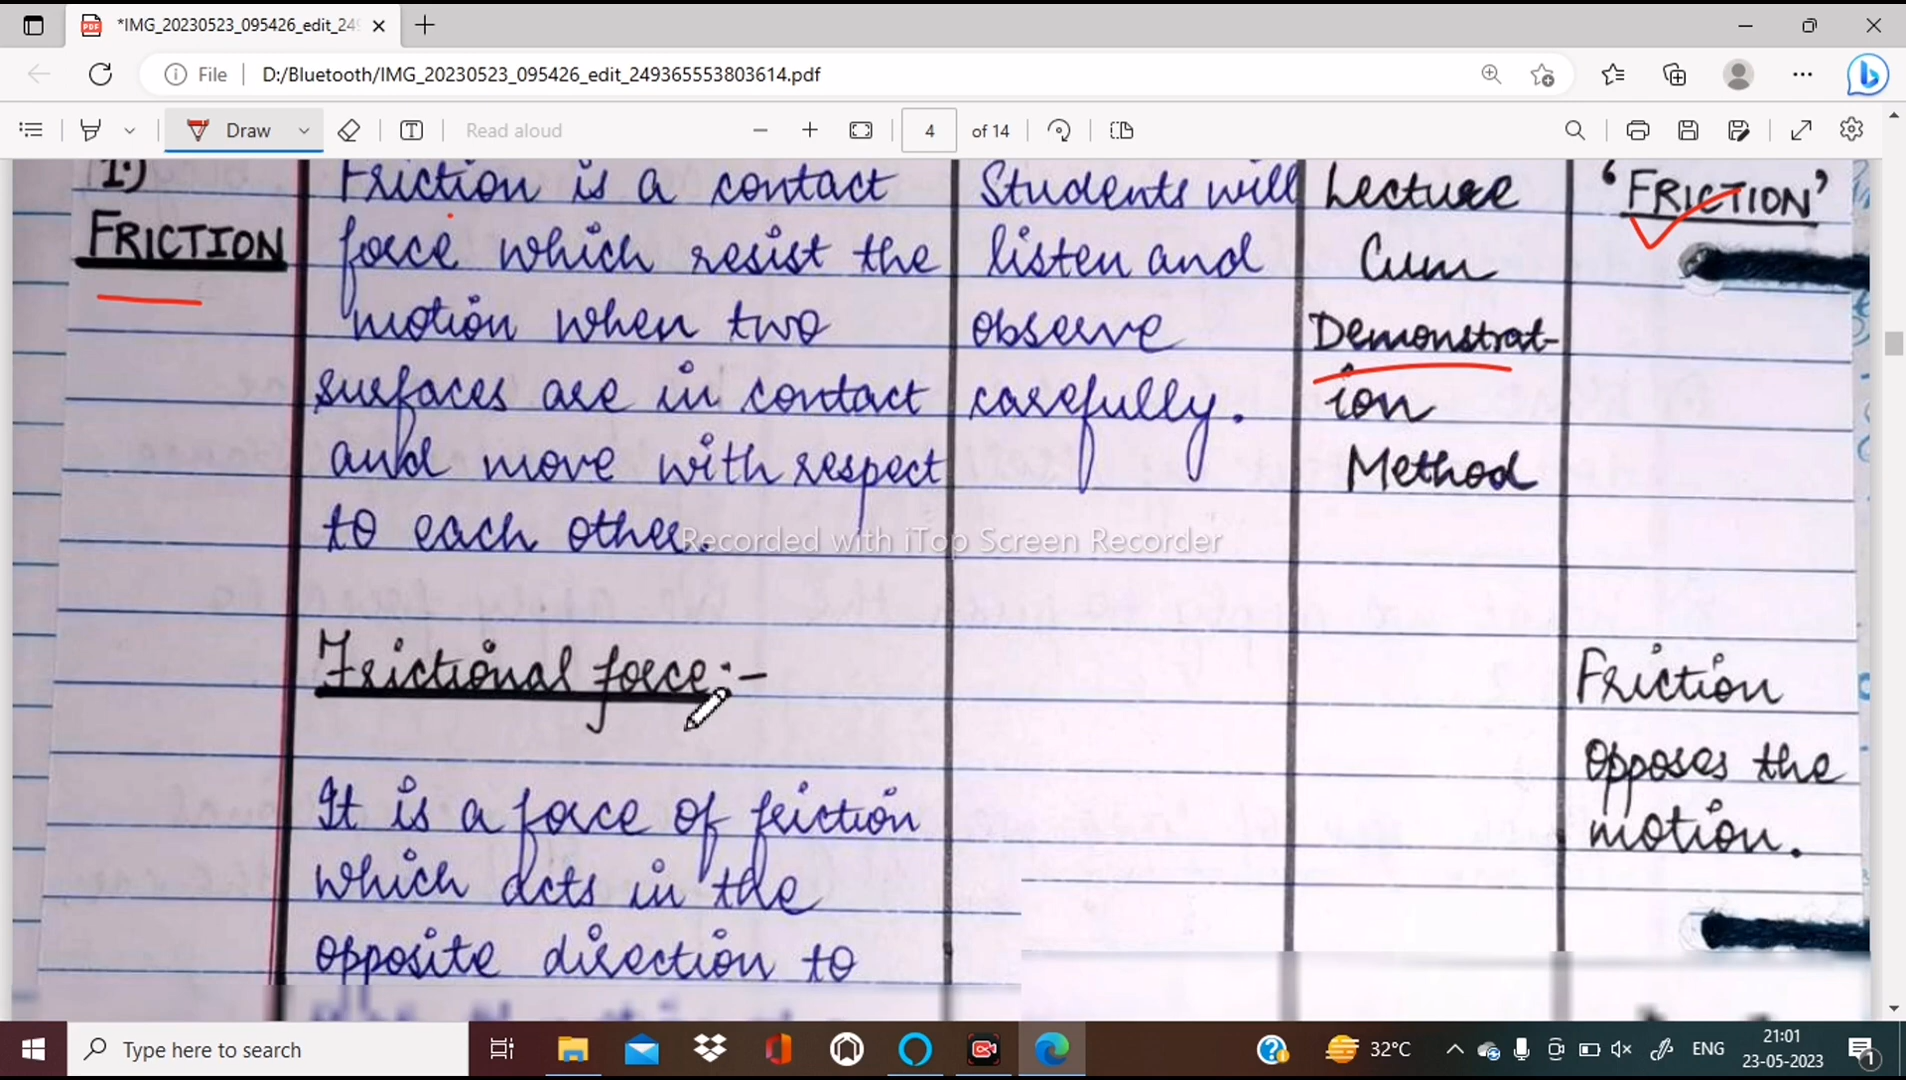 *IMG_20230523_095426_edit_249
File
D:/Bluetooth/IMG_20230523_095426_edit_249365553803614.pdf
Draw
Read aloud
4 of 14
1.)
FRICTION
Friction is a contact
force which resist the
motion when two
surfaces are in contact
and move with respect
to each other.
Frictional force:-
It is a force of friction
which acts in the
opposite direction to
Students will
listen and
observe
carefully.
Lecture
Cum
Demonstrat-
ion
Method
'FRICTION'
Friction
opposes the
motion.
Recorded with iTop Screen Recorder
Type here to search
32°C
ENG
21:01
23-05-2023
1